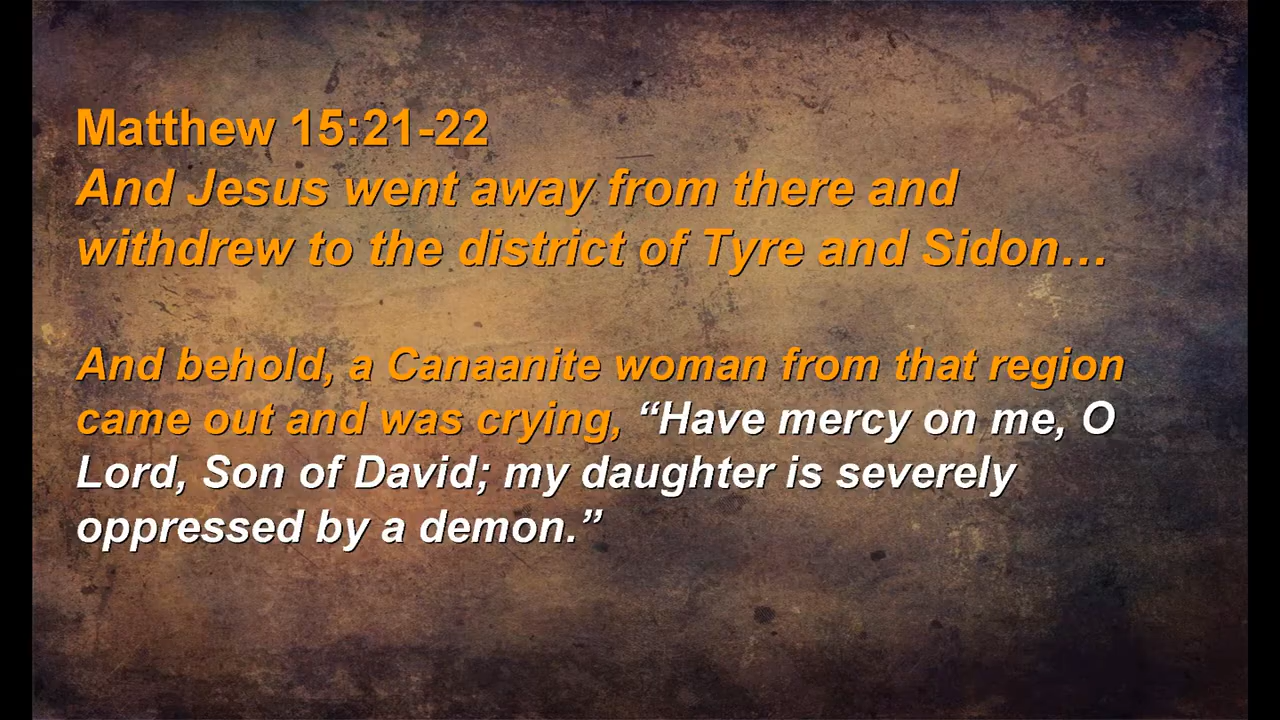 Matthew 15:21-22
And Jesus went away from there and
withdrew to the district of Tyre and Sidon…
And behold, a Canaanite woman from that region
came out and was crying, “Have mercy on me, O
Lord, Son of David; my daughter is severely
oppressed by a demon.”